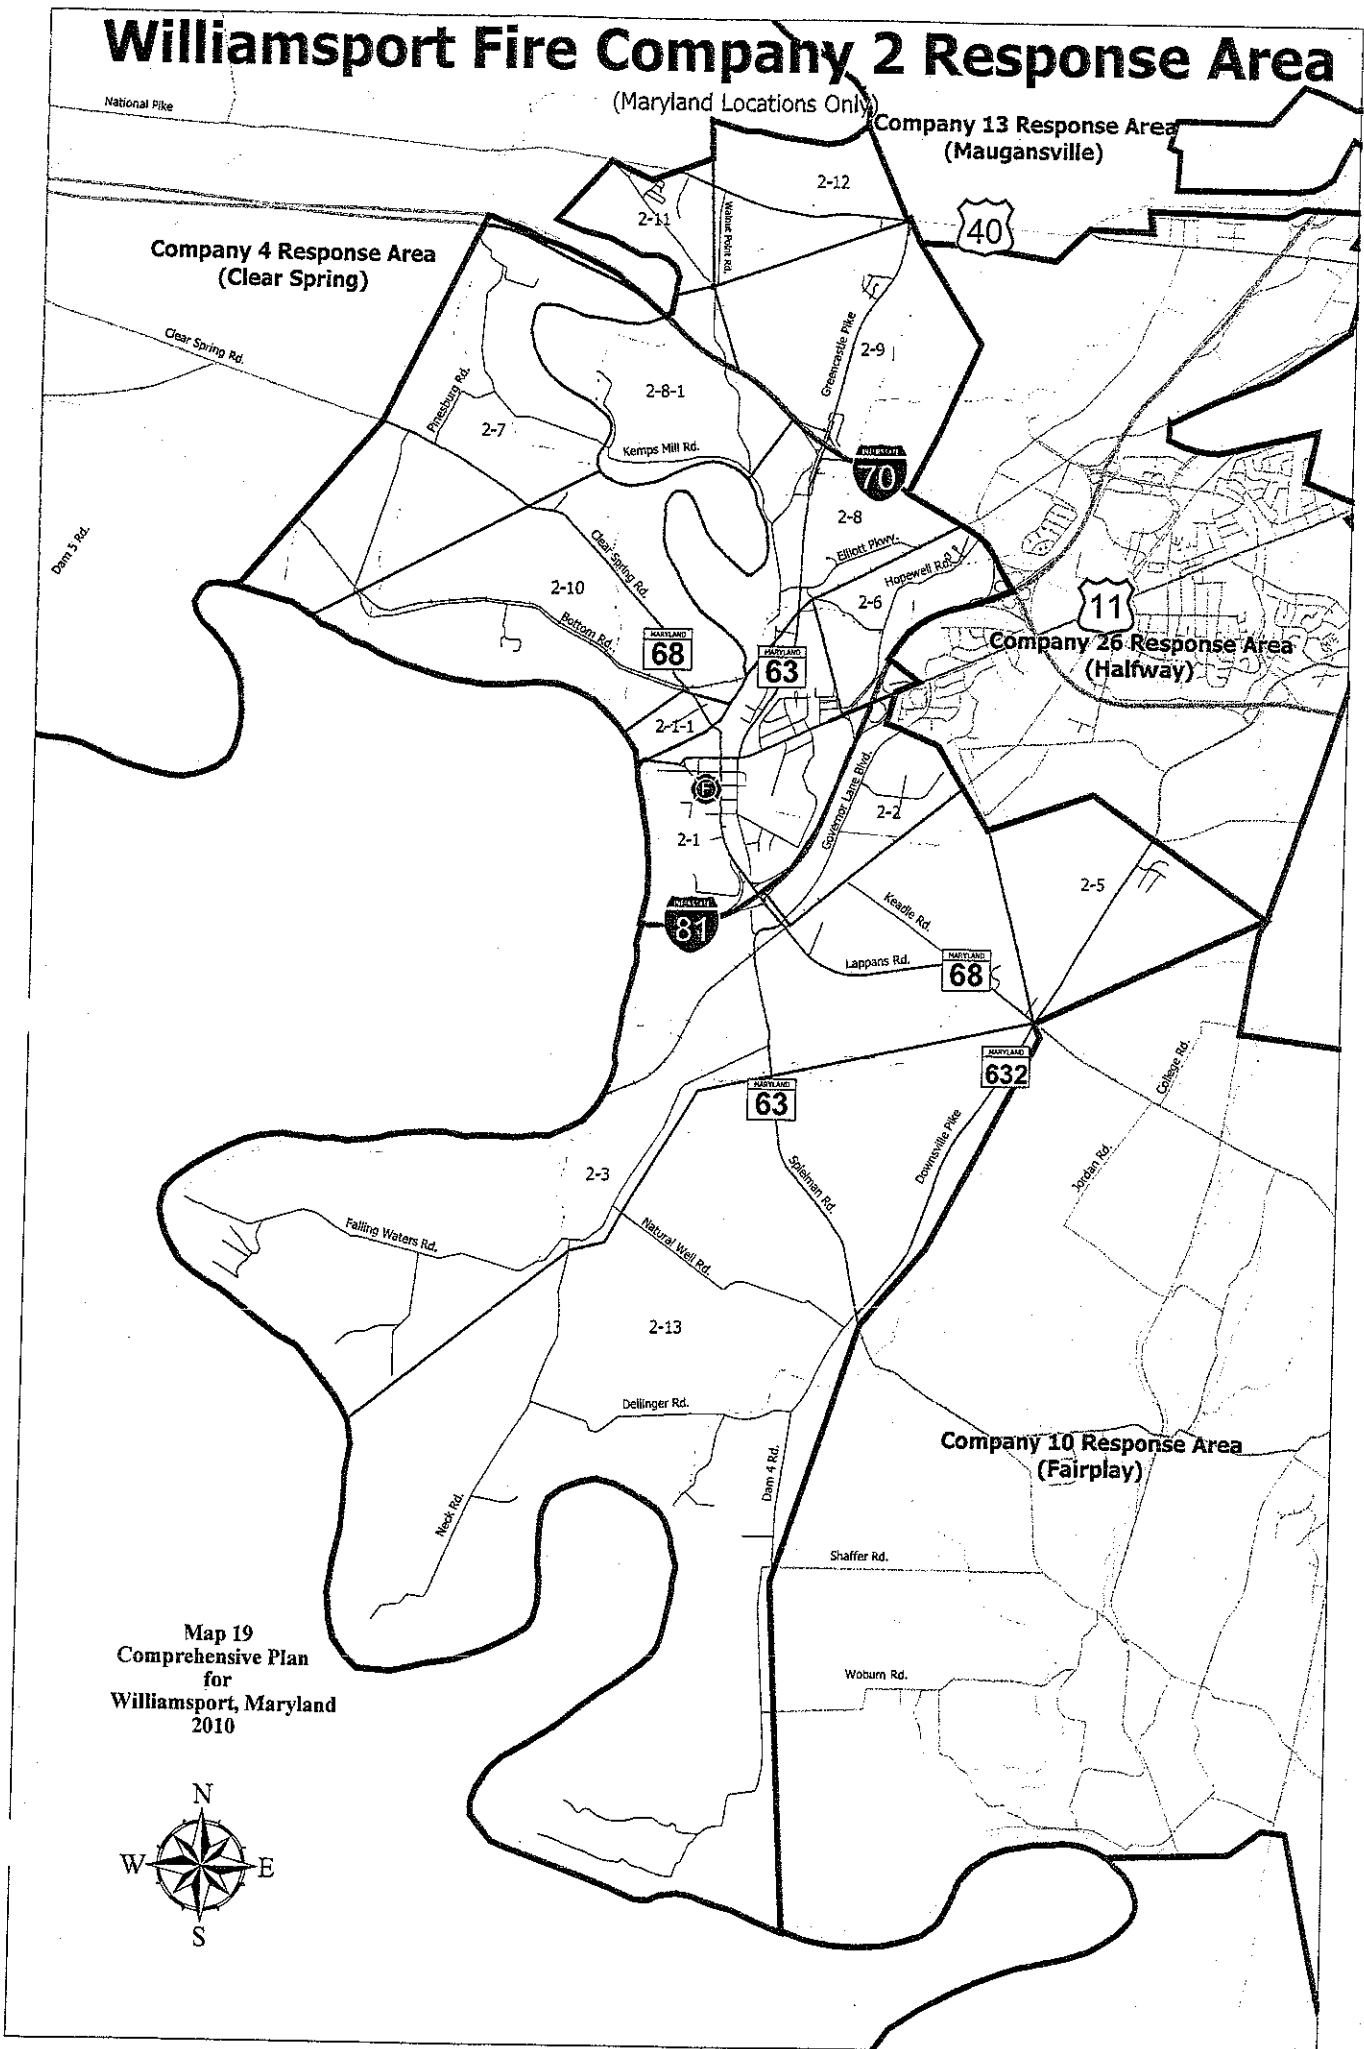 Williamsport Fire Company 2 Response Area
(Maryland Locations Only)
National Pike
Company 13 Response Area
(Maugansville)
2-12
2-11
Walnut Point Rd.
40
Company 4 Response Area
(Clear Spring)
Clear Spring Rd.
Greencastle Pike
2-9
2-8-1
Pinesburg Rd.
2-7
Kemps Mill Rd.
70
2-8
Dam 5 Rd.
Elliott Pkwy.
Clear Spring Rd.
Hopewell Rd.
2-10
2-6
11
Bottom Rd.
MARYLAND
68
MARYLAND
63
Company 26 Response Area
(Halfway)
2-1-1
F
Governor Lane Blvd.
2-2
2-1
2-5
Keadle Rd.
81
Lappans Rd.
MARYLAND
68
MARYLAND
632
College Rd.
MARYLAND
63
Downsville Pike
Jordan Rd.
2-3
Spielman Rd.
Falling Waters Rd.
Natural Well Rd.
2-13
Dellinger Rd.
Company 10 Response Area
(Fairplay)
Dam 4 Rd.
Neck Rd.
Shaffer Rd.
Woburn Rd.
Map 19
Comprehensive Plan
for
Williamsport, Maryland
2010
N
W E
S